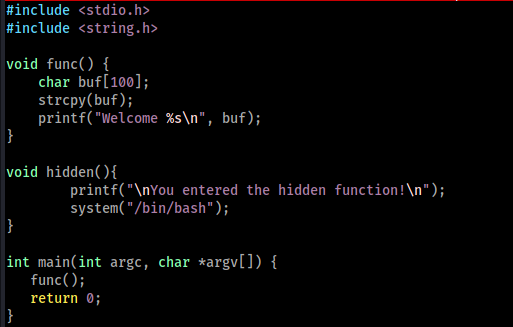 #include <stdio.h>
#include <string.h>
void func() {
    char buf[100];
    strcpy(buf);
    printf("Welcome %s\n", buf);
}
void hidden(){
        printf("\nYou entered the hidden function!\n");
        system("/bin/bash");
}
int main(int argc, char *argv[]) {
   func();
   return 0;
}